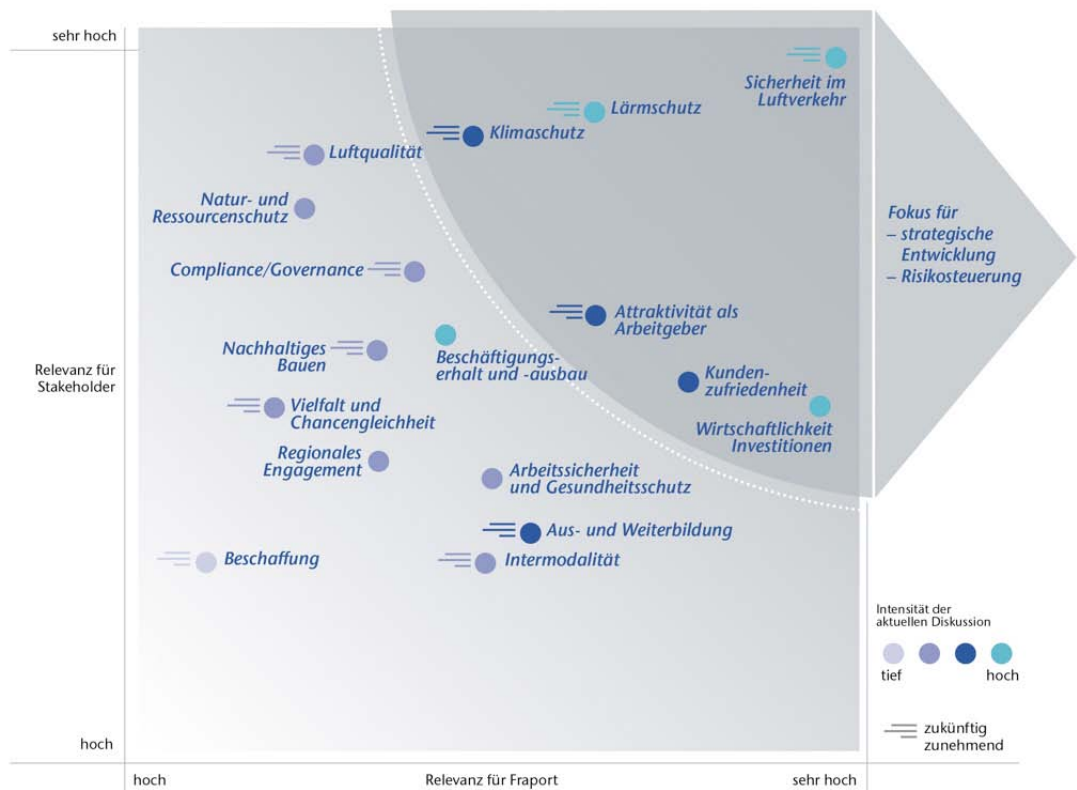 sehr hoch
Sicherheit im
Luftverkehr
Lärmschutz
Klimaschutz
Luftqualität
Natur- und
Ressourcenschutz
Fokus für
– strategische
Entwicklung
– Risikosteuerung
Compliance/Governance
Attraktivität als
Arbeitgeber
Nachhaltiges
Bauen
Beschäftigungs-
erhalt und -ausbau
Relevanz für
Stakeholder
Kunden-
zufriedenheit
Vielfalt und
Chancengleichheit
Wirtschaftlichkeit
Investitionen
Regionales
Engagement
Arbeitssicherheit
und Gesundheitsschutz
Aus- und Weiterbildung
Beschaffung
Intermodalität
Intensität der
aktuellen Diskussion
tief
hoch
zukünftig
zunehmend
hoch
hoch
Relevanz für Fraport
sehr hoch